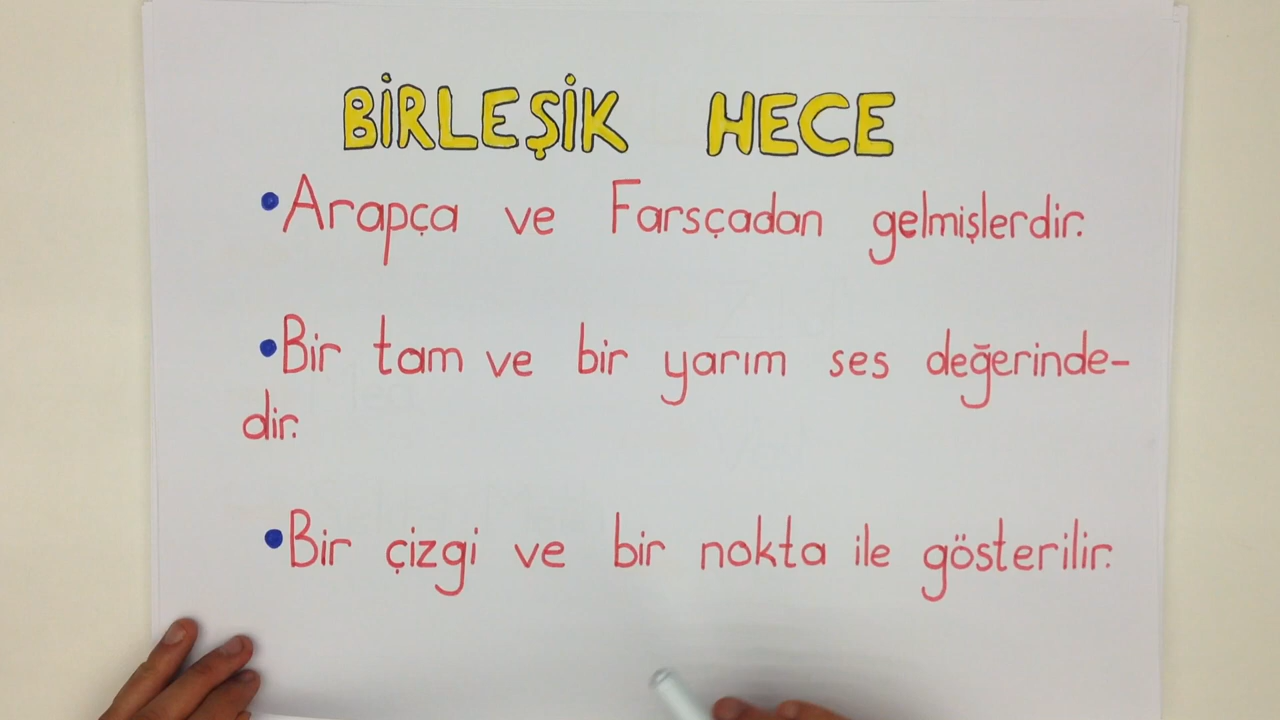 BİRLEŞİK HECE
•Arapça ve Farsçadan gelmişlerdir.
•Bir tam ve bir yarım ses değerinde-
dir.
•Bir çizgi ve bir nokta ile gösterilir.